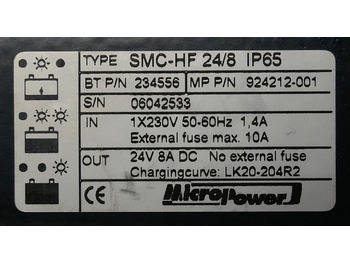 TYPE SMC-HF 24/8 IP65
BT P/N 234556 MP P/N 924212-001
S/N 06042533
IN 1X230V 50-60Hz 1,4A
External fuse max. 10A
OUT 24V 8A DC No external fuse
Chargingcurve: LK20-204R2
CE Micropower